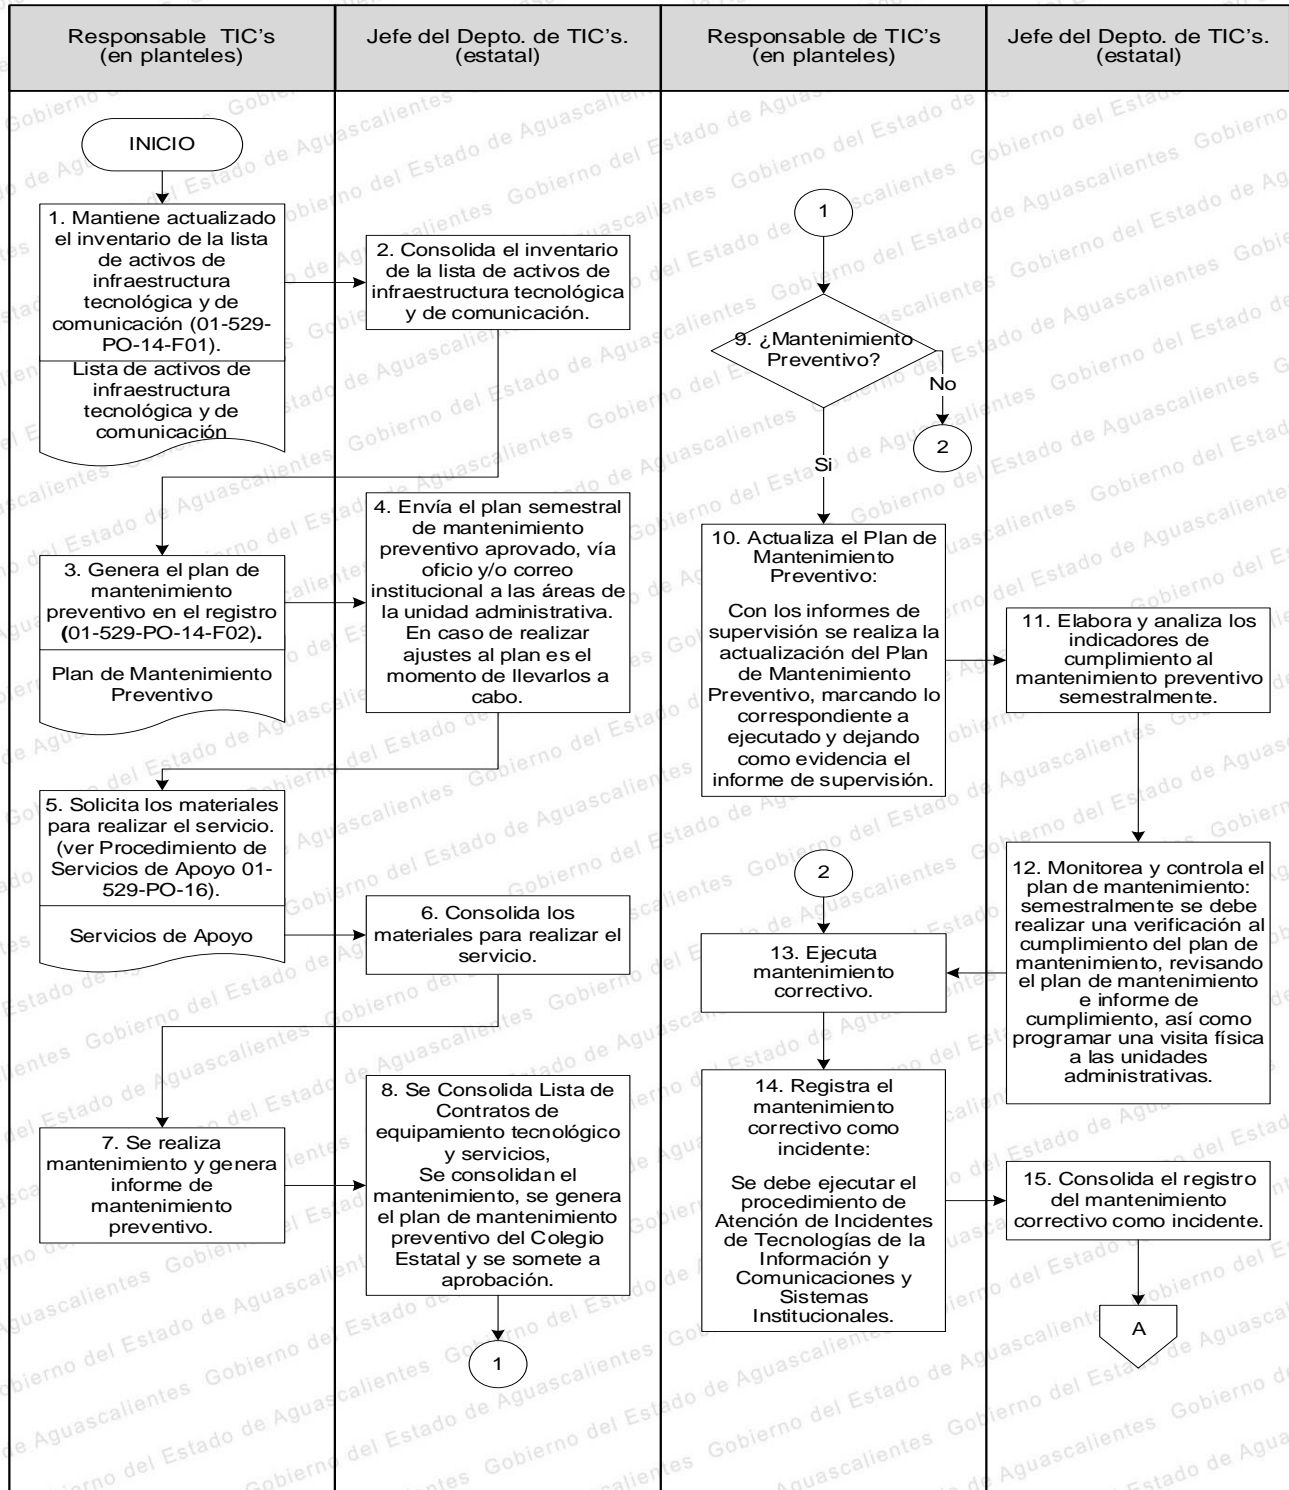 Responsable TIC's
(en planteles)
Jefe del Depto. de TIC's.
(estatal)
Responsable de TIC's
(en planteles)
Jefe del Depto. de TIC's.
(estatal)
INICIO
1. Mantiene actualizado
el inventario de la lista
de activos de
infraestructura
tecnológica y de
comunicación (01-529-
PO-14-F01).
Lista de activos de
infraestructura
tecnológica y de
comunicación
2. Consolida el inventario
de la lista de activos de
infraestructura tecnológica
y de comunicación.
3. Genera el plan de
mantenimiento
preventivo en el registro
(01-529-PO-14-F02).
Plan de Mantenimiento
Preventivo
4. Envía el plan semestral
de mantenimiento
preventivo aprovado, vía
oficio y/o correo
institucional a las áreas de
la unidad administrativa.
En caso de realizar
ajustes al plan es el
momento de llevarlos a
cabo.
5. Solicita los materiales
para realizar el servicio.
(ver Procedimiento de
Servicios de Apoyo 01-
529-PO-16).
Servicios de Apoyo
6. Consolida los
materiales para realizar el
servicio.
7. Se realiza
mantenimiento y genera
informe de
mantenimiento
preventivo.
8. Se Consolida Lista de
Contratos de
equipamiento tecnológico
y servicios,
Se consolidan el
mantenimiento, se genera
el plan de mantenimiento
preventivo del Colegio
Estatal y se somete a
aprobación.
1
1
9. ¿Mantenimiento
Preventivo?
No
2
Si
10. Actualiza el Plan de
Mantenimiento
Preventivo:
Con los informes de
supervisión se realiza la
actualización del Plan
de Mantenimiento
Preventivo, marcando lo
correspondiente a
ejecutado y dejando
como evidencia el
informe de supervisión.
11. Elabora y analiza los
indicadores de
cumplimiento al
mantenimiento preventivo
semestralmente.
12. Monitorea y controla el
plan de mantenimiento:
semestralmente se debe
realizar una verificación al
cumplimiento del plan de
mantenimiento, revisando
el plan de mantenimiento
e informe de
cumplimiento, así como
programar una visita física
a las unidades
administrativas.
2
13. Ejecuta
mantenimiento
correctivo.
14. Registra el
mantenimiento
correctivo como
incidente:
Se debe ejecutar el
procedimiento de
Atención de Incidentes
de Tecnologías de la
Información y
Comunicaciones y
Sistemas
Institucionales.
15. Consolida el registro
del mantenimiento
correctivo como incidente.
A
Gobierno del Estado de Aguascalientes